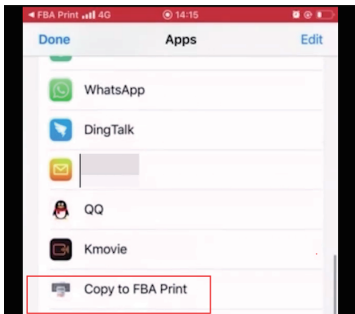 ◀ FBA Print 4G 14:15
Done Apps Edit
WhatsApp
DingTalk
QQ
Kmovie
Copy to FBA Print